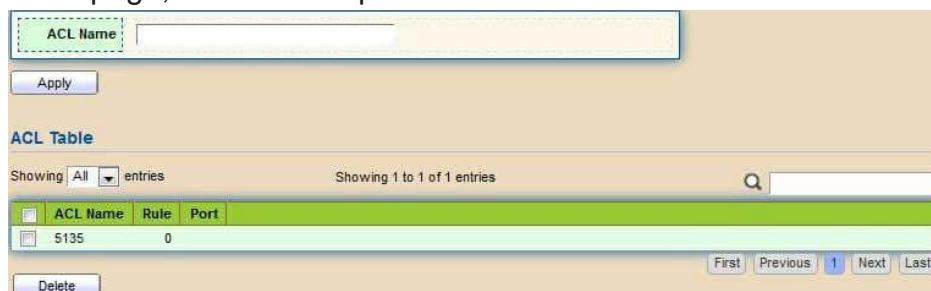 ACL Name
Apply
ACL Table
Showing All entries Showing 1 to 1 of 1 entries
ACL Name Rule Port
5135 0
First Previous 1 Next Last
Delete